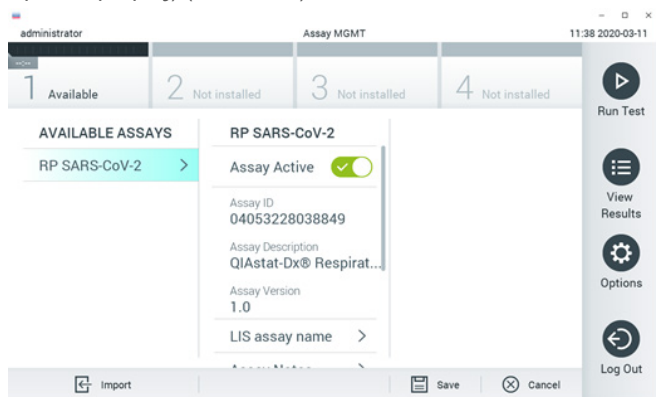 administrator Assay MGMT 11:38 2020-03-11
1 Available 2 Not installed 3 Not installed 4 Not installed
Run Test
AVAILABLE ASSAYS RP SARS-CoV-2
RP SARS-CoV-2 Assay Active
View
Results
Assay ID
04053228038849
Assay Description
QIAstat-Dx® Respirat...
Options
Assay Version
1.0
LIS assay name
Log Out
Import Save Cancel